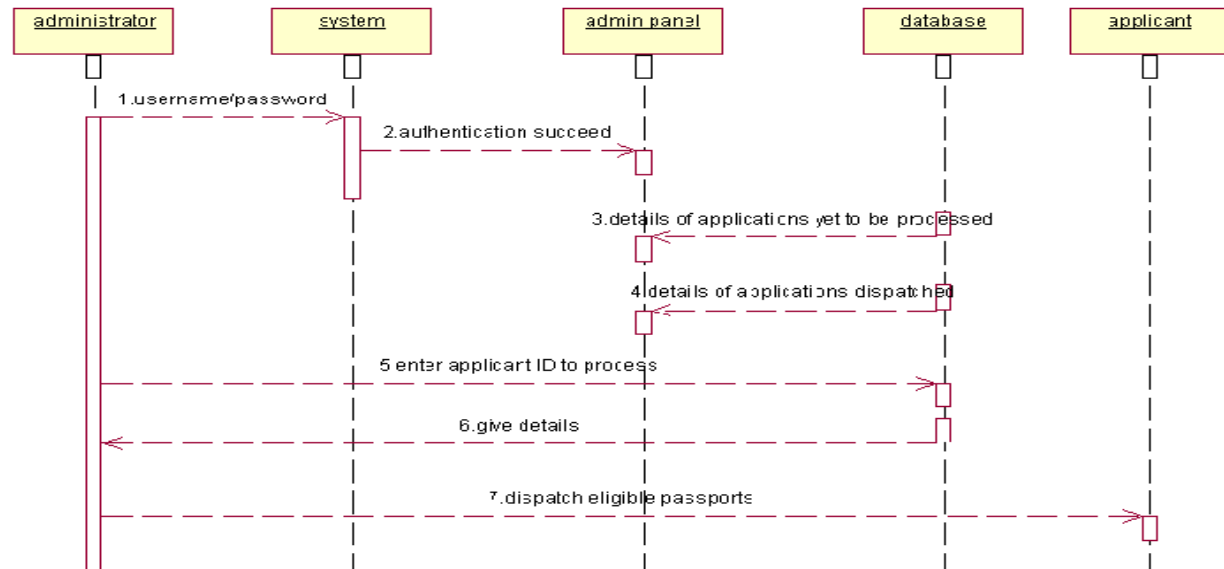 administrator
system
admin panel
database
applicant
1.username/password
2.authentication succeed
3.details of applications yet to be processed
4.details of applications dispatched
5 enter applicant ID to process
6.give details
7.dispatch eligible passports